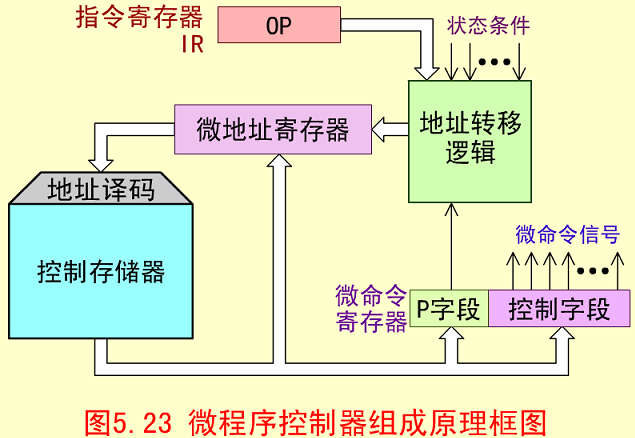 指令寄存器
IR
OP
状态条件
微地址寄存器
地址转移
逻辑
地址译码
控制存储器
微命令信号
微命令
寄存器
P字段
控制字段
图5.23 微程序控制器组成原理框图